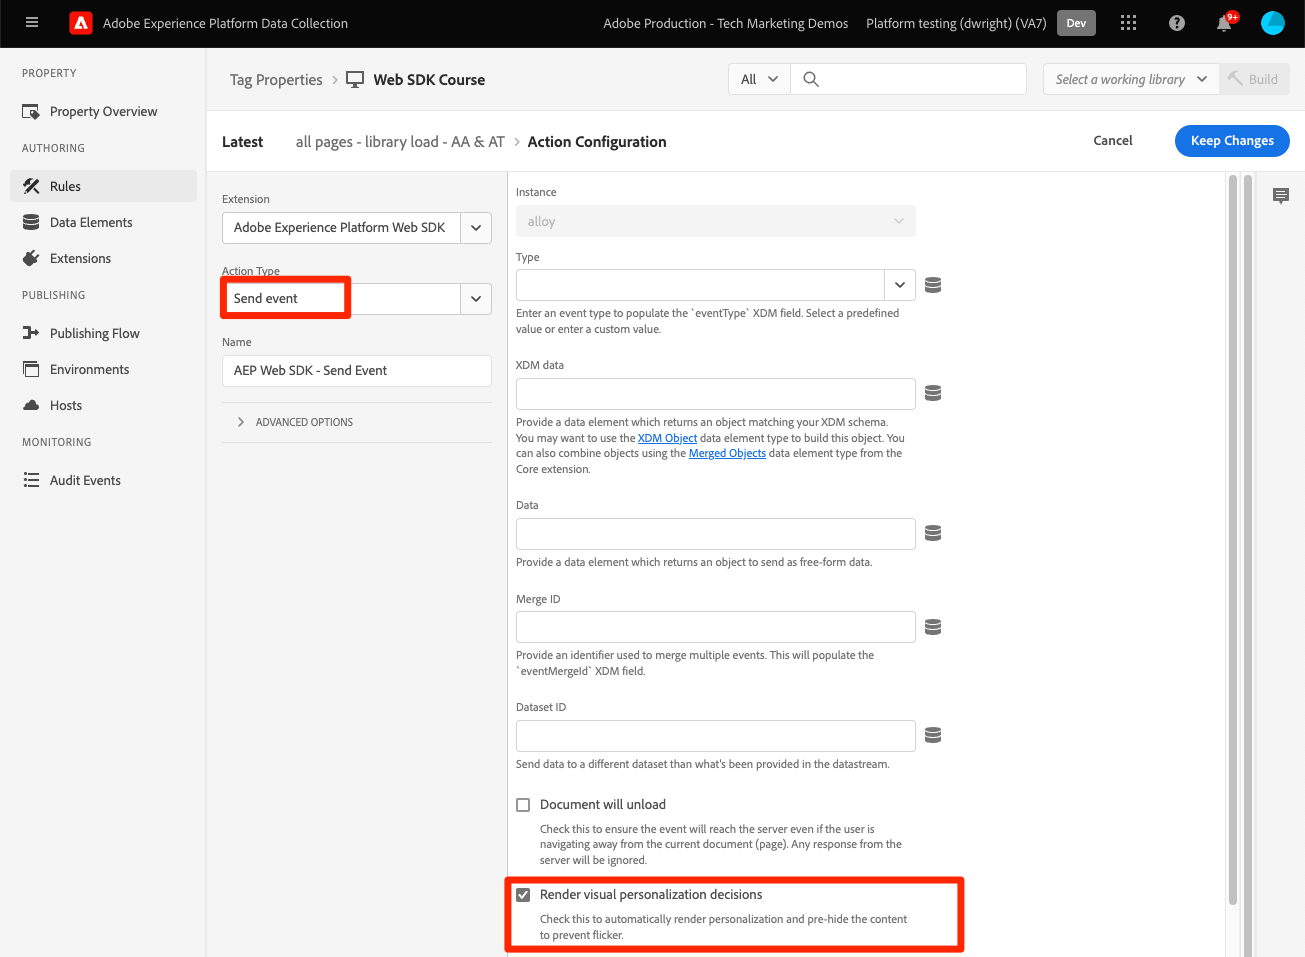 Adobe Experience Platform Data Collection
Adobe Production - Tech Marketing Demos
Platform testing (dwright) (VA7)
Dev
9+
PROPERTY
Property Overview
AUTHORING
Rules
Data Elements
Extensions
PUBLISHING
Publishing Flow
Environments
Hosts
MONITORING
Audit Events
Tag Properties > Web SDK Course
All
Select a working library
Build
Latest
all pages - library load - AA & AT > Action Configuration
Cancel
Keep Changes
Extension
Adobe Experience Platform Web SDK
Action Type
Send event
Name
AEP Web SDK - Send Event
ADVANCED OPTIONS
Instance
alloy
Type
Enter an event type to populate the `eventType` XDM field. Select a predefined
value or enter a custom value.
XDM data
Provide a data element which returns an object matching your XDM schema.
You may want to use the XDM Object data element type to build this object. You
can also combine objects using the Merged Objects data element type from the
Core extension.
Data
Provide a data element which returns an object to send as free-form data.
Merge ID
Provide an identifier used to merge multiple events. This will populate the
`eventMergeId` XDM field.
Dataset ID
Send data to a different dataset than what's been provided in the datastream.
Document will unload
Check this to ensure the event will reach the server even if the user is
navigating away from the current document (page). Any response from the
server will be ignored.
Render visual personalization decisions
Check this to automatically render personalization and pre-hide the content
to prevent flicker.